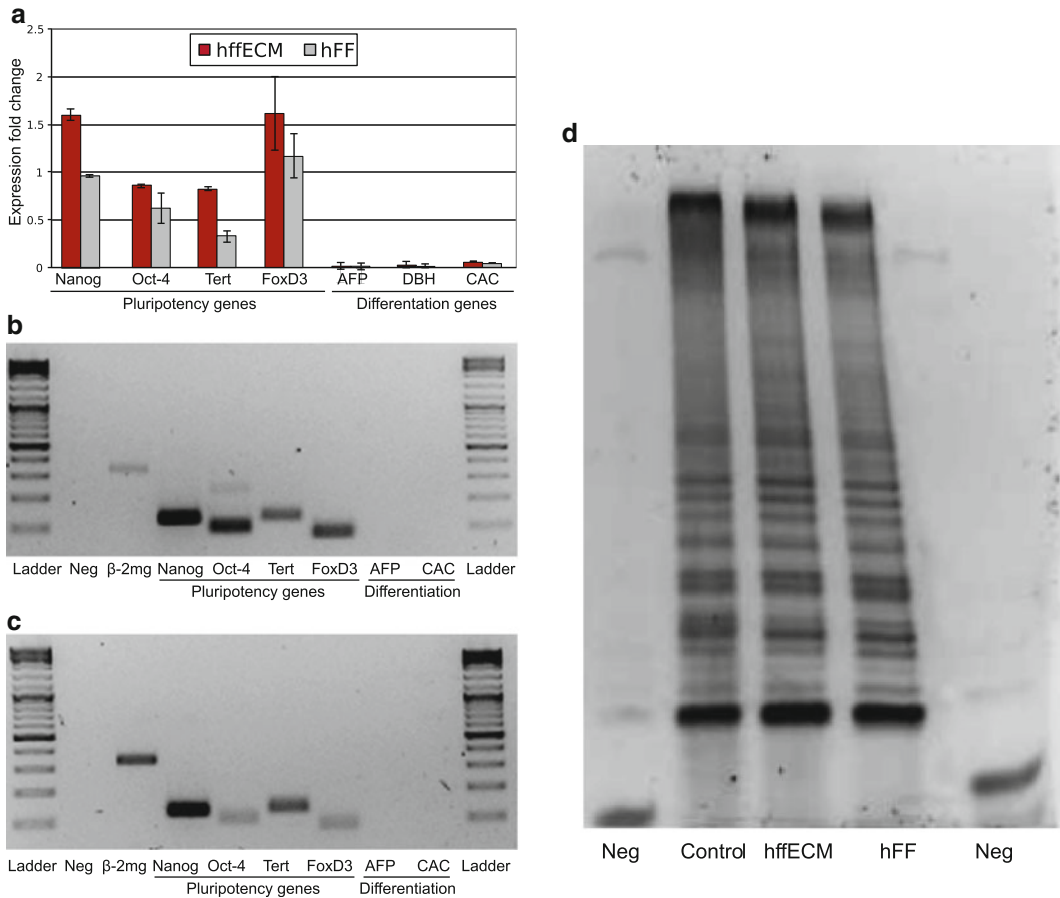 a
2.5
2
1.5
1
0.5
0
Expression fold change
hffECM hFF
Nanog Oct-4 Tert FoxD3 AFP DBH CAC
Pluripotency genes Differentation genes
b
Ladder Neg β-2mg Nanog Oct-4 Tert FoxD3 AFP CAC Ladder
Pluripotency genes Differentiation
c
Ladder Neg β-2mg Nanog Oct-4 Tert FoxD3 AFP CAC Ladder
Pluripotency genes Differentiation
d
Neg Control hffECM hFF Neg